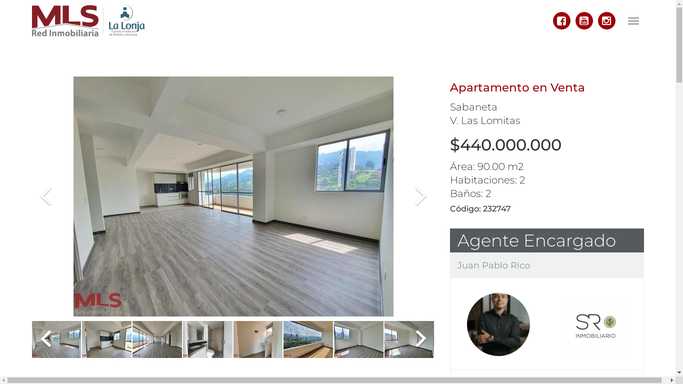 MLS
Red Inmobiliaria
La Lonja
Apartamento en Venta
Sabaneta
V. Las Lomitas
$440.000.000
Área: 90.00 m2
Habitaciones: 2
Baños: 2
Código: 232747
Agente Encargado
Juan Pablo Rico
MLS
SR
INMOBILIARIO